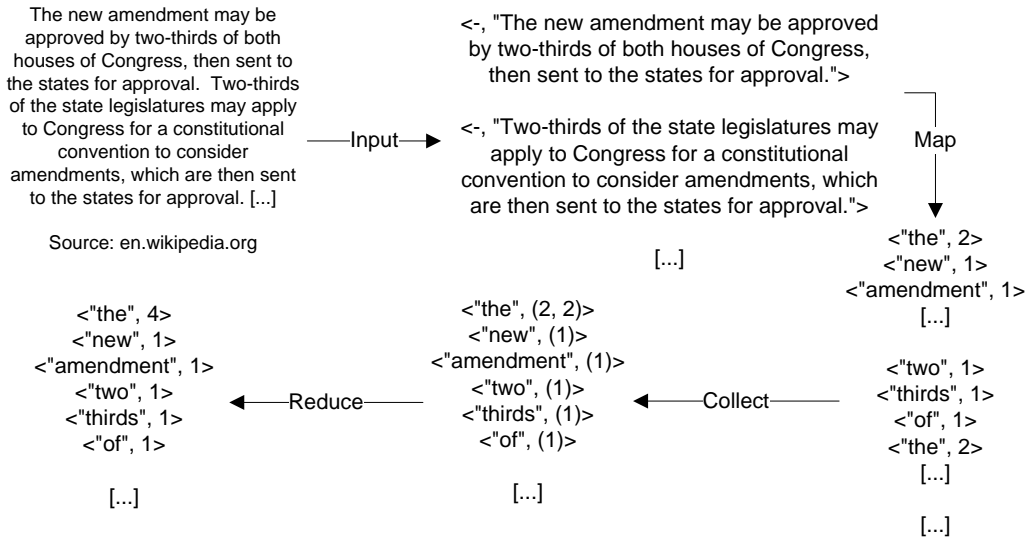 The new amendment may be
approved by two-thirds of both
houses of Congress, then sent to
the states for approval.  Two-thirds
of the state legislatures may apply
to Congress for a constitutional
convention to consider
amendments, which are then sent
to the states for approval. [...]
Source: en.wikipedia.org
Input
<-, "The new amendment may be approved
by two-thirds of both houses of Congress,
then sent to the states for approval.">
<-, "Two-thirds of the state legislatures may
apply to Congress for a constitutional
convention to consider amendments, which
are then sent to the states for approval.">
[...]
Map
<"the", 2>
<"new", 1>
<"amendment", 1>
[...]
<"two", 1>
<"thirds", 1>
<"of", 1>
<"the", 2>
[...]
[...]
Collect
<"the", (2, 2)>
<"new", (1)>
<"amendment", (1)>
<"two", (1)>
<"thirds", (1)>
<"of", (1)>
[...]
Reduce
<"the", 4>
<"new", 1>
<"amendment", 1>
<"two", 1>
<"thirds", 1>
<"of", 1>
[...]